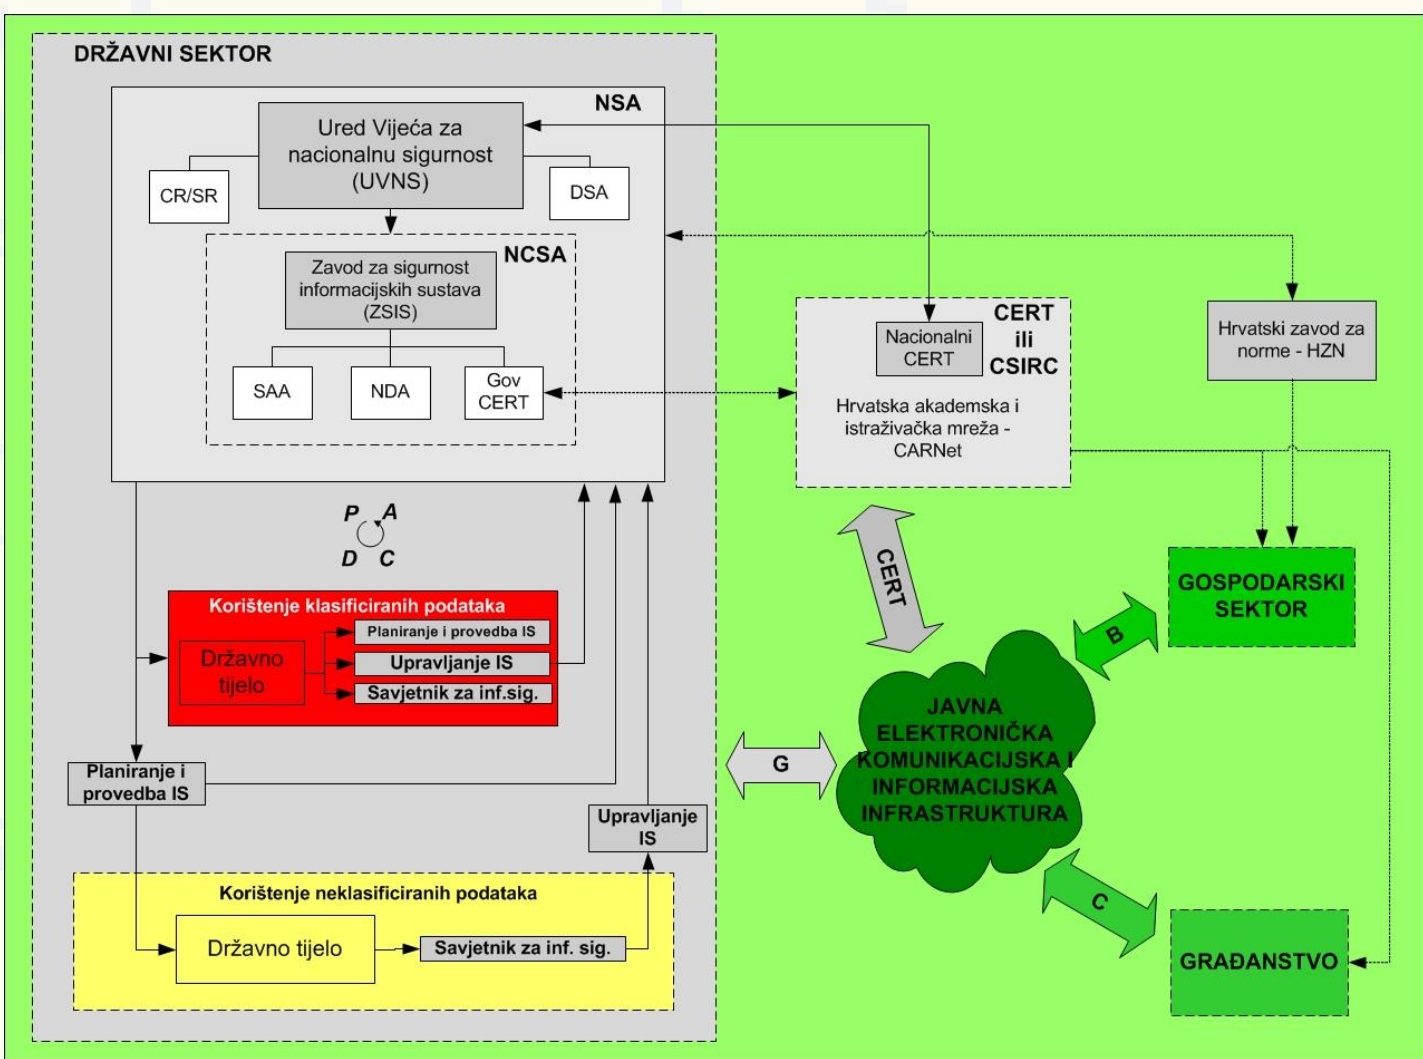 DRŽAVNI SEKTOR
NSA
Ured Vijeća za
nacionalnu sigurnost
(UVNS)
CR/SR
DSA
NCSA
Zavod za sigurnost
informacijskih sustava
(ZSIS)
SAA
NDA
Gov
CERT
CERT
ili
CSIRC
Nacionalni
CERT
Hrvatska akademska i
istraživačka mreža -
CARNet
Hrvatski zavod za
norme - HZN
P A
D C
Korištenje klasificiranih podataka
Državno
tijelo
Planiranje i provedba IS
Upravljanje IS
Savjetnik za inf.sig.
CERT
GOSPODARSKI
SEKTOR
B
JAVNA
ELEKTRONIČKA
KOMUNIKACIJSKA I
INFORMACIJSKA
INFRASTRUKTURA
G
Planiranje i
provedba IS
Upravljanje
IS
Korištenje neklasificiranih podataka
Državno tijelo
Savjetnik za inf. sig.
C
GRAĐANSTVO